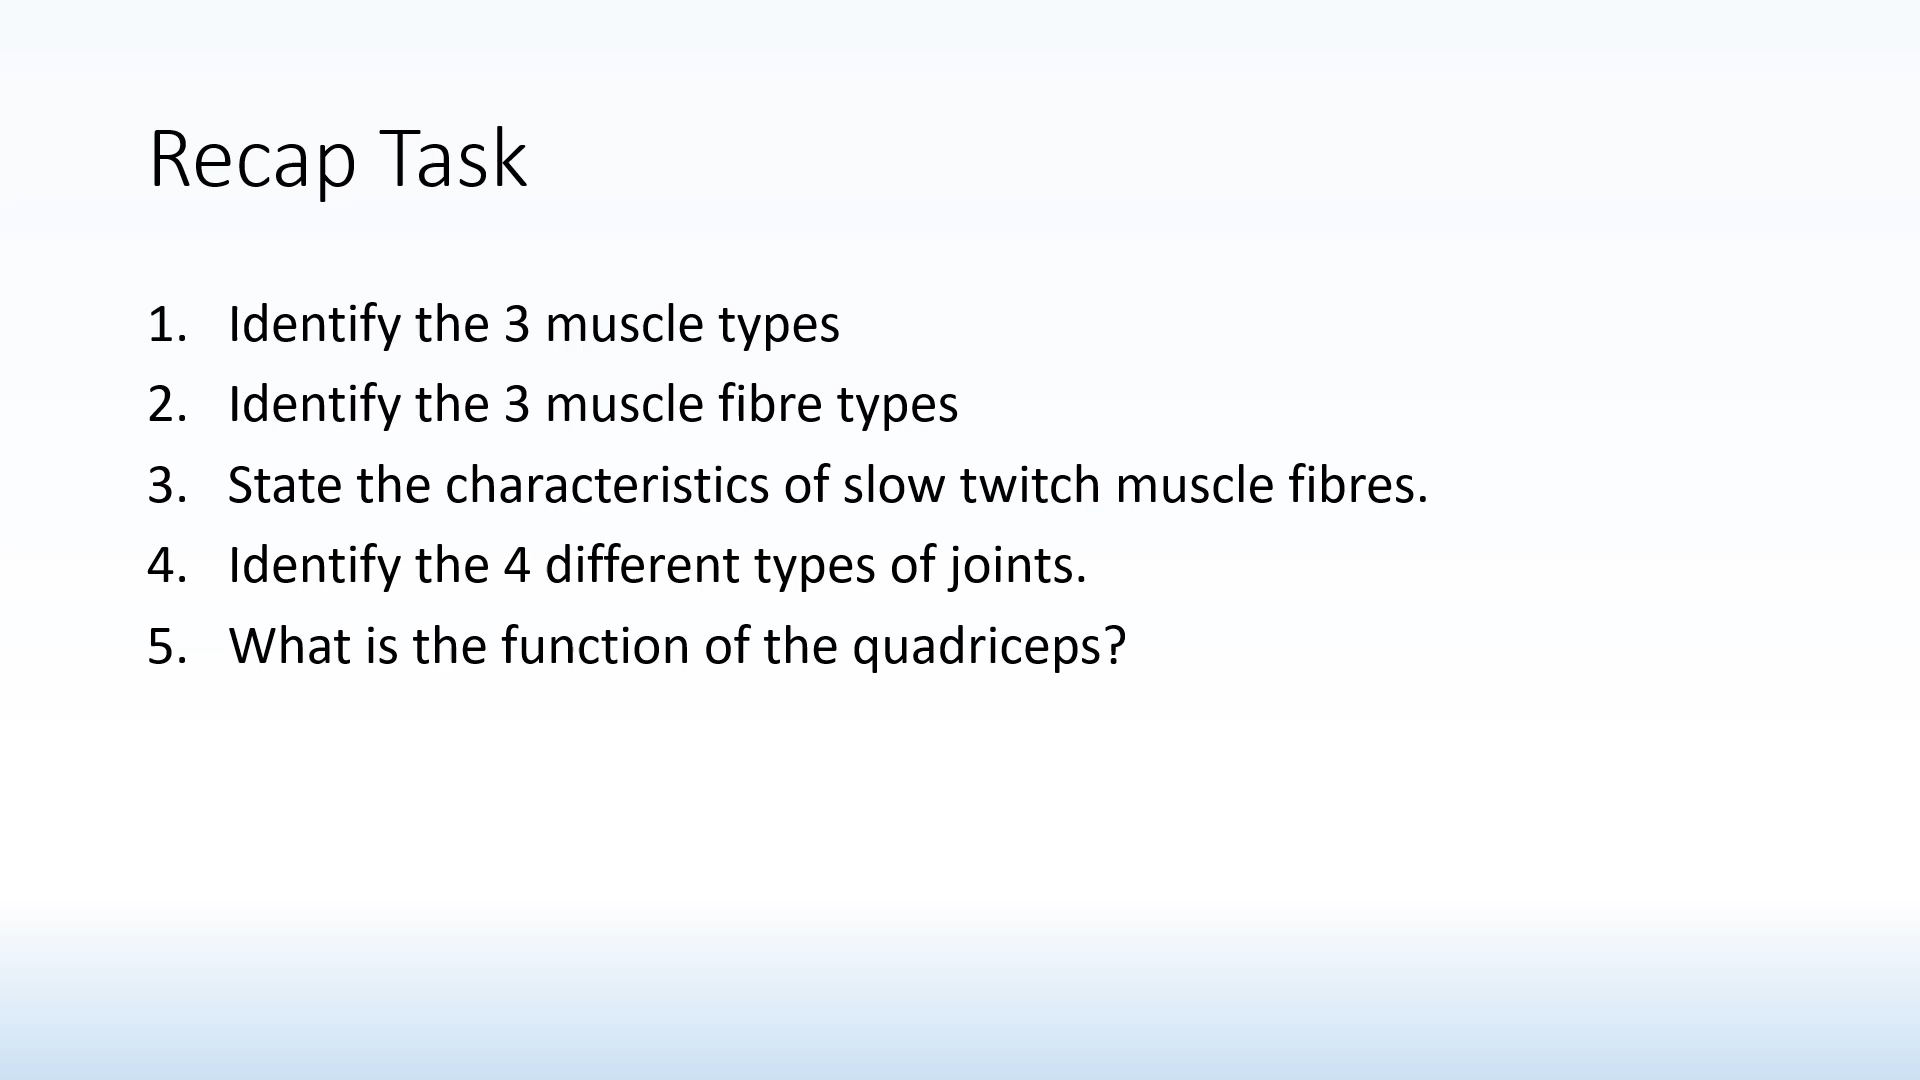 Recap Task
1. Identify the 3 muscle types
2. Identify the 3 muscle fibre types
3. State the characteristics of slow twitch muscle fibres.
4. Identify the 4 different types of joints.
5. What is the function of the quadriceps?